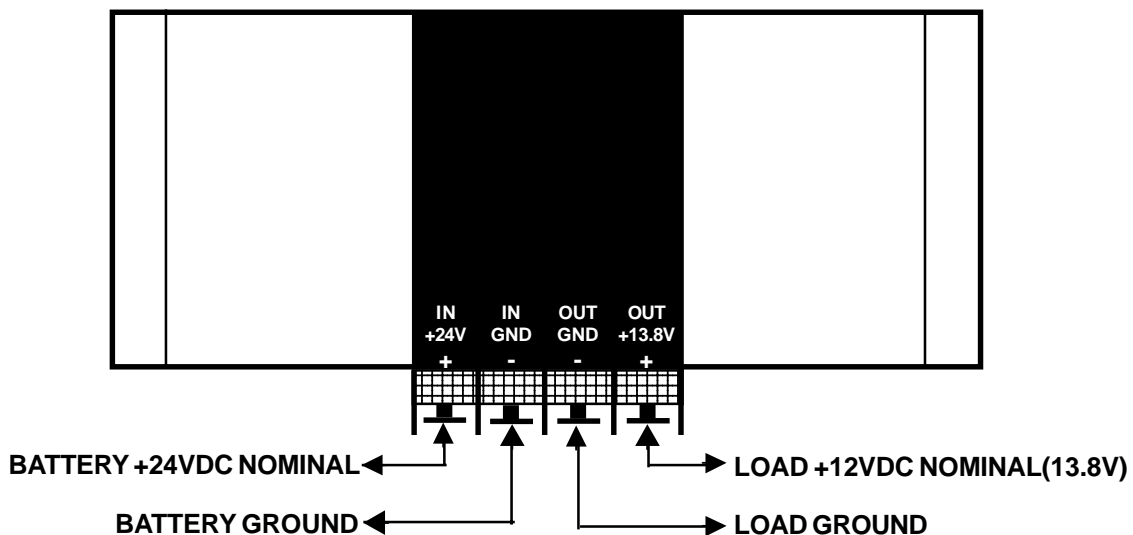 IN IN OUT OUT
+24V GND GND +13.8V
+ - - +
BATTERY +24VDC NOMINAL LOAD +12VDC NOMINAL(13.8V)
BATTERY GROUND LOAD GROUND